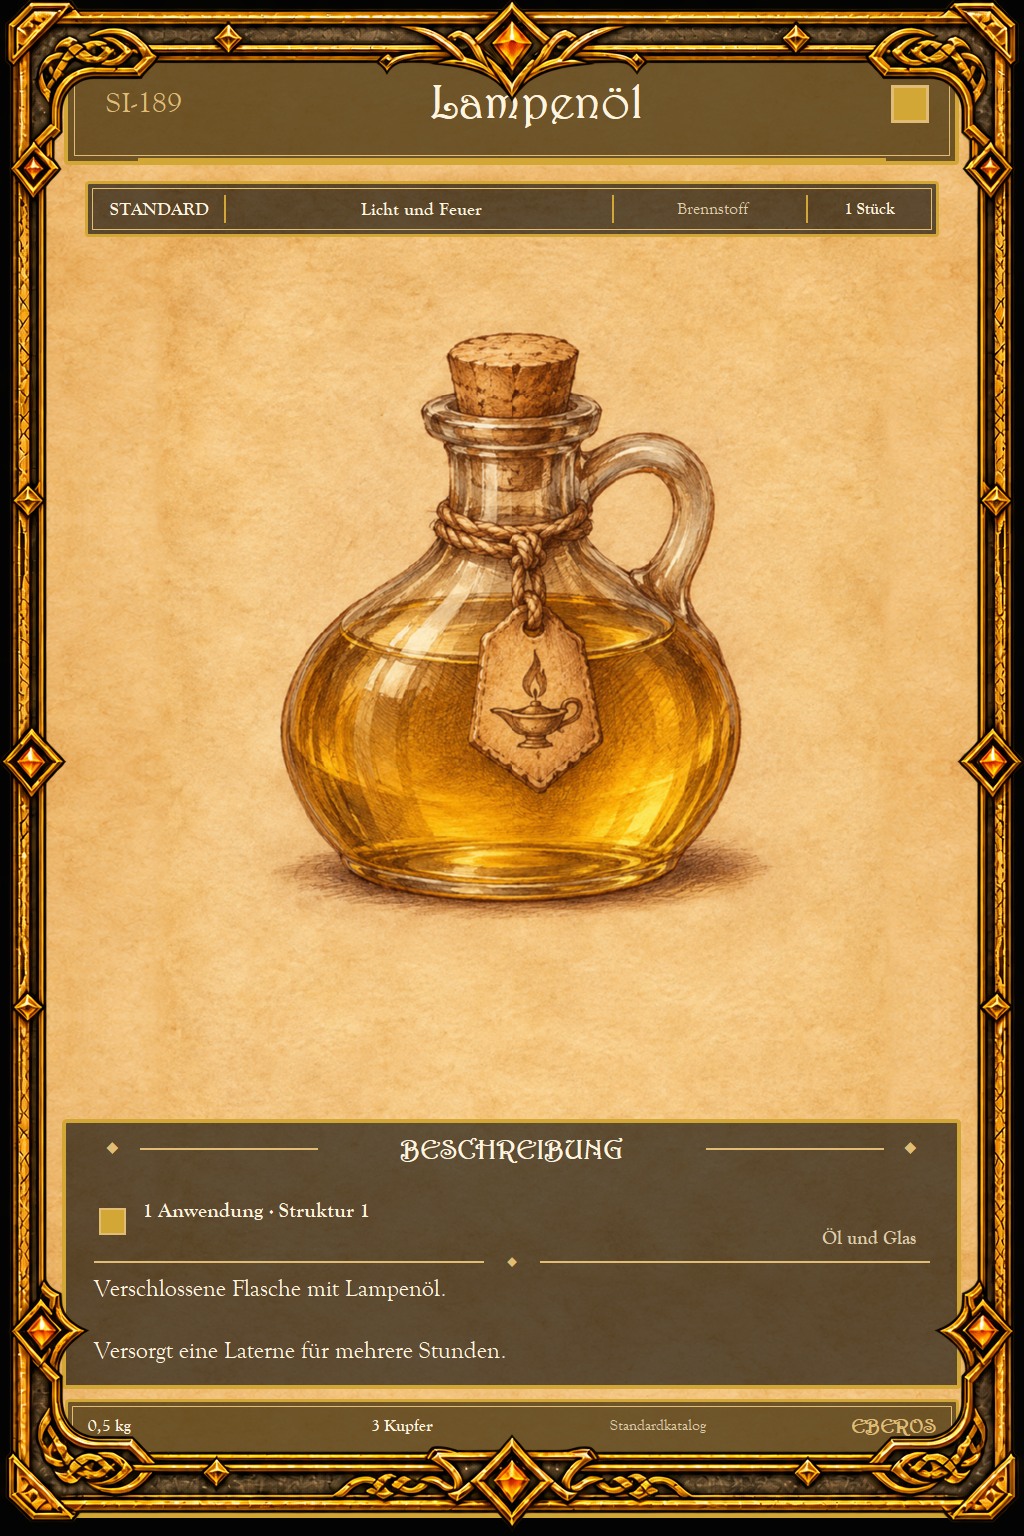 SI-189
Lampenöl
STANDARD
Licht und Feuer
Brennstoff
1 Stück
BESCHREIBUNG
1 Anwendung • Struktur 1
Öl und Glas
Verschlossene Flasche mit Lampenöl.
Versorgt eine Laterne für mehrere Stunden.
0,5 kg
3 Kupfer
Standardkatalog
EBEROS